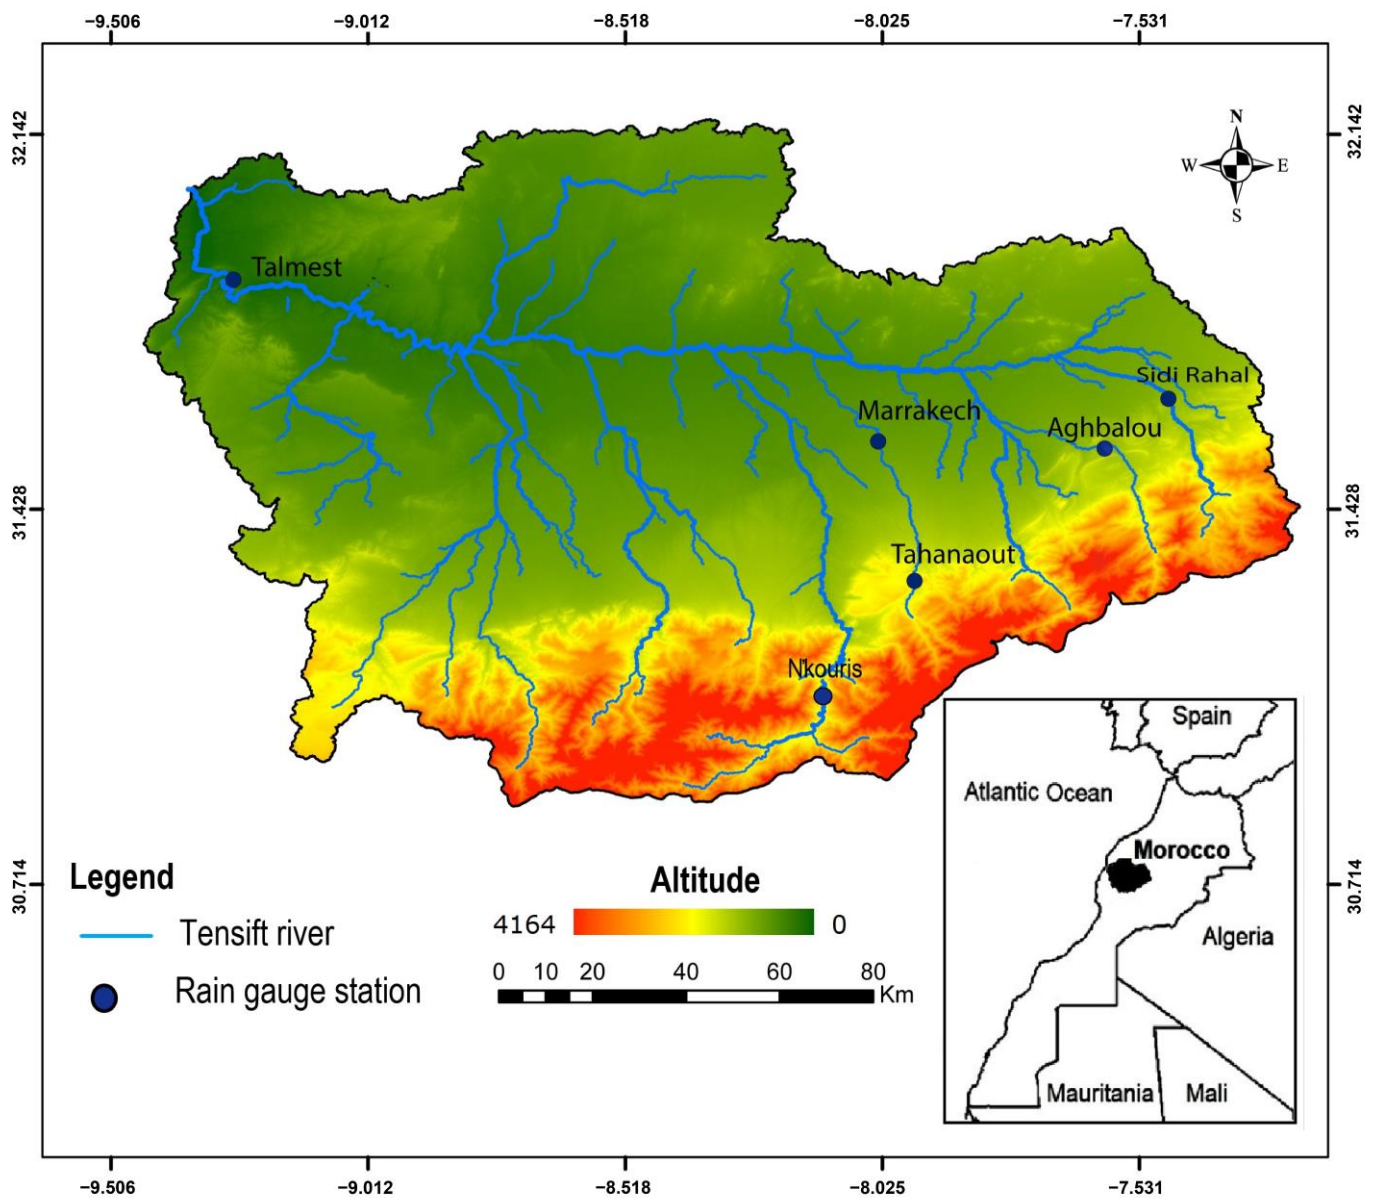 −9.506 −9.012 −8.518 −8.025 −7.531
32.142 32.142
N
W E
S
Talmest
Sidi Rahal
Marrakech
Aghbalou
31.428 31.428
Tahanaout
N'kouris
Spain
Atlantic Ocean
Morocco
Algeria
Mauritania Mali
30.714 30.714
Legend
Tensift river
Rain gauge station
Altitude
4164 0
0 10 20 40 60 80
Km
−9.506 −9.012 −8.518 −8.025 −7.531